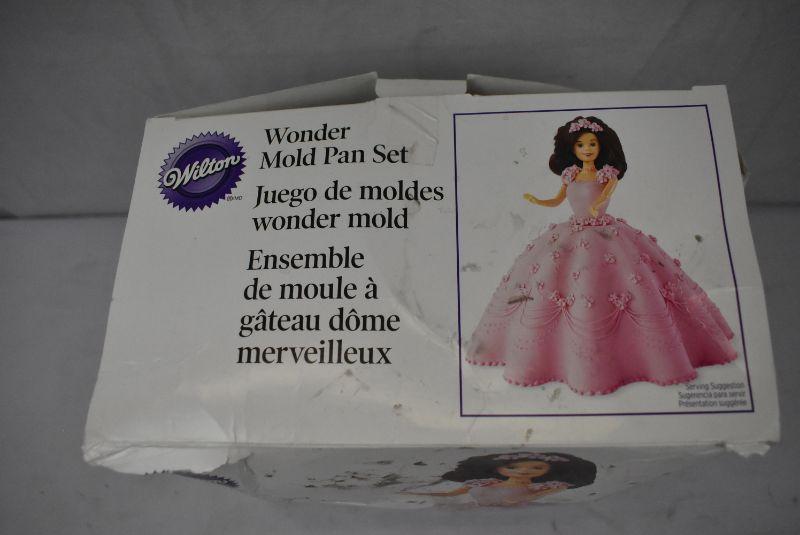 Wilton
Wonder
Mold Pan Set
Juego de moldes
wonder mold
Ensemble
de moule à
gâteau dôme
merveilleux
Serving Suggestion
Sugerencia para servir
Présentation suggérée